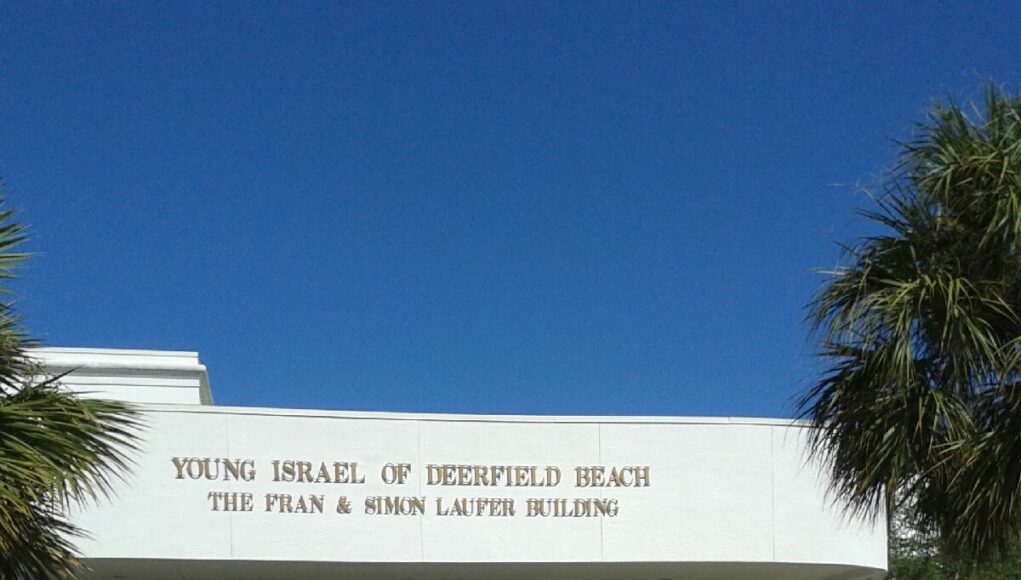 YOUNG ISRAEL OF DEERFIELD BEACH
THE FRAN & SIMON LAUFER BUILDING